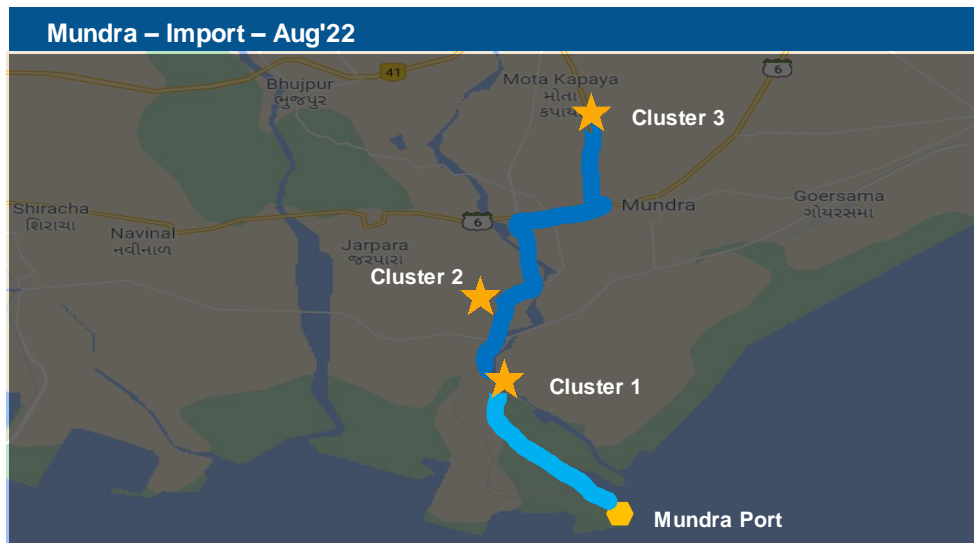 Mundra – Import – Aug'22
41
6
Bhujpur
ભુજપુર
Mota Kapaya
મોતા
કપાયા
Cluster 3
Shiracha
શિરાચા
Navinal
નવીનાળ
6
Mundra
Goersama
ગોયરસમા
Jarpara
જરપારા
Cluster 2
Cluster 1
Mundra Port